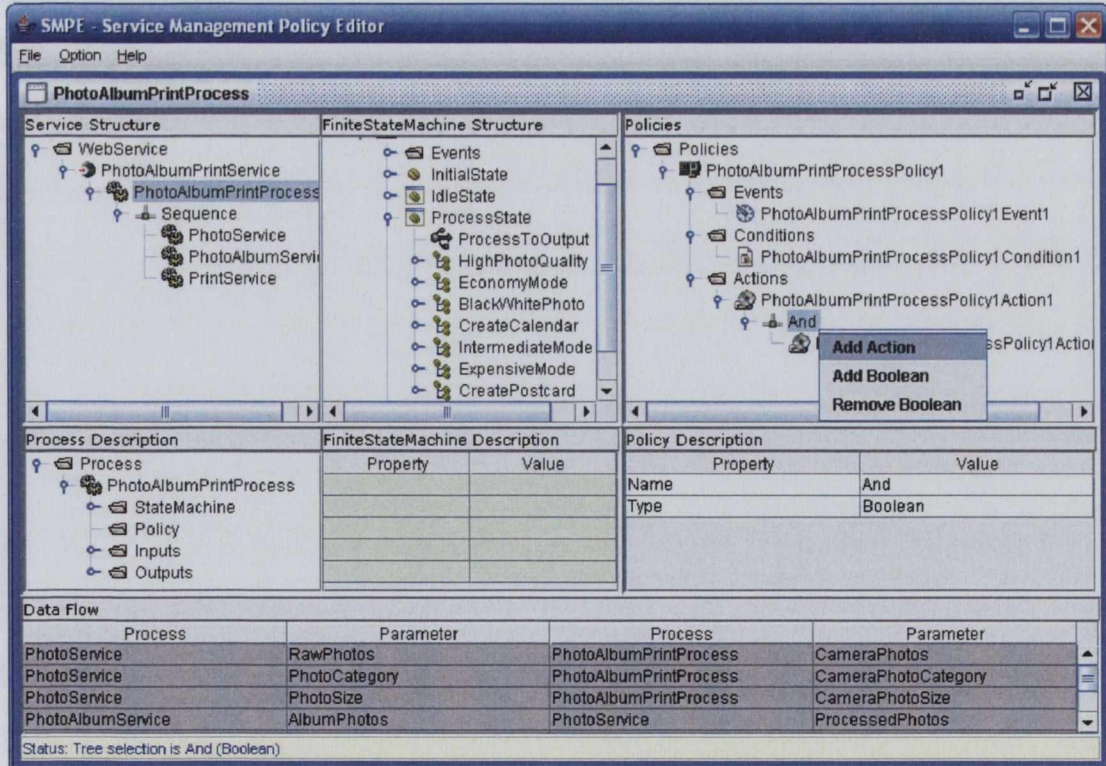 SMPE - Service Management Policy Editor
File Option Help
PhotoAlbumPrintProcess
Service Structure
WebService
PhotoAlbumPrintService
PhotoAlbumPrintProcess
Sequence
PhotoService
PhotoAlbumServi
PrintService
FiniteStateMachine Structure
Events
InitialState
IdleState
ProcessState
ProcessToOutput
HighPhotoQuality
EconomyMode
BlackWhitePhoto
CreateCalendar
IntermediateMode
ExpensiveMode
CreatePostcard
Policies
Policies
PhotoAlbumPrintProcessPolicy1
Events
PhotoAlbumPrintProcessPolicy1Event1
Conditions
PhotoAlbumPrintProcessPolicy1Condition1
Actions
PhotoAlbumPrintProcessPolicy1Action1
And
ssPolicy1Actio
Add Action
Add Boolean
Remove Boolean
Process Description
Process
PhotoAlbumPrintProcess
StateMachine
Policy
Inputs
Outputs
FiniteStateMachine Description
Property Value
Policy Description
Property Value
Name And
Type Boolean
Data Flow
Process Parameter Process Parameter
PhotoService RawPhotos PhotoAlbumPrintProcess CameraPhotos
PhotoService PhotoCategory PhotoAlbumPrintProcess CameraPhotoCategory
PhotoService PhotoSize PhotoAlbumPrintProcess CameraPhotoSize
PhotoAlbumService AlbumPhotos PhotoService ProcessedPhotos
Status: Tree selection is And (Boolean)